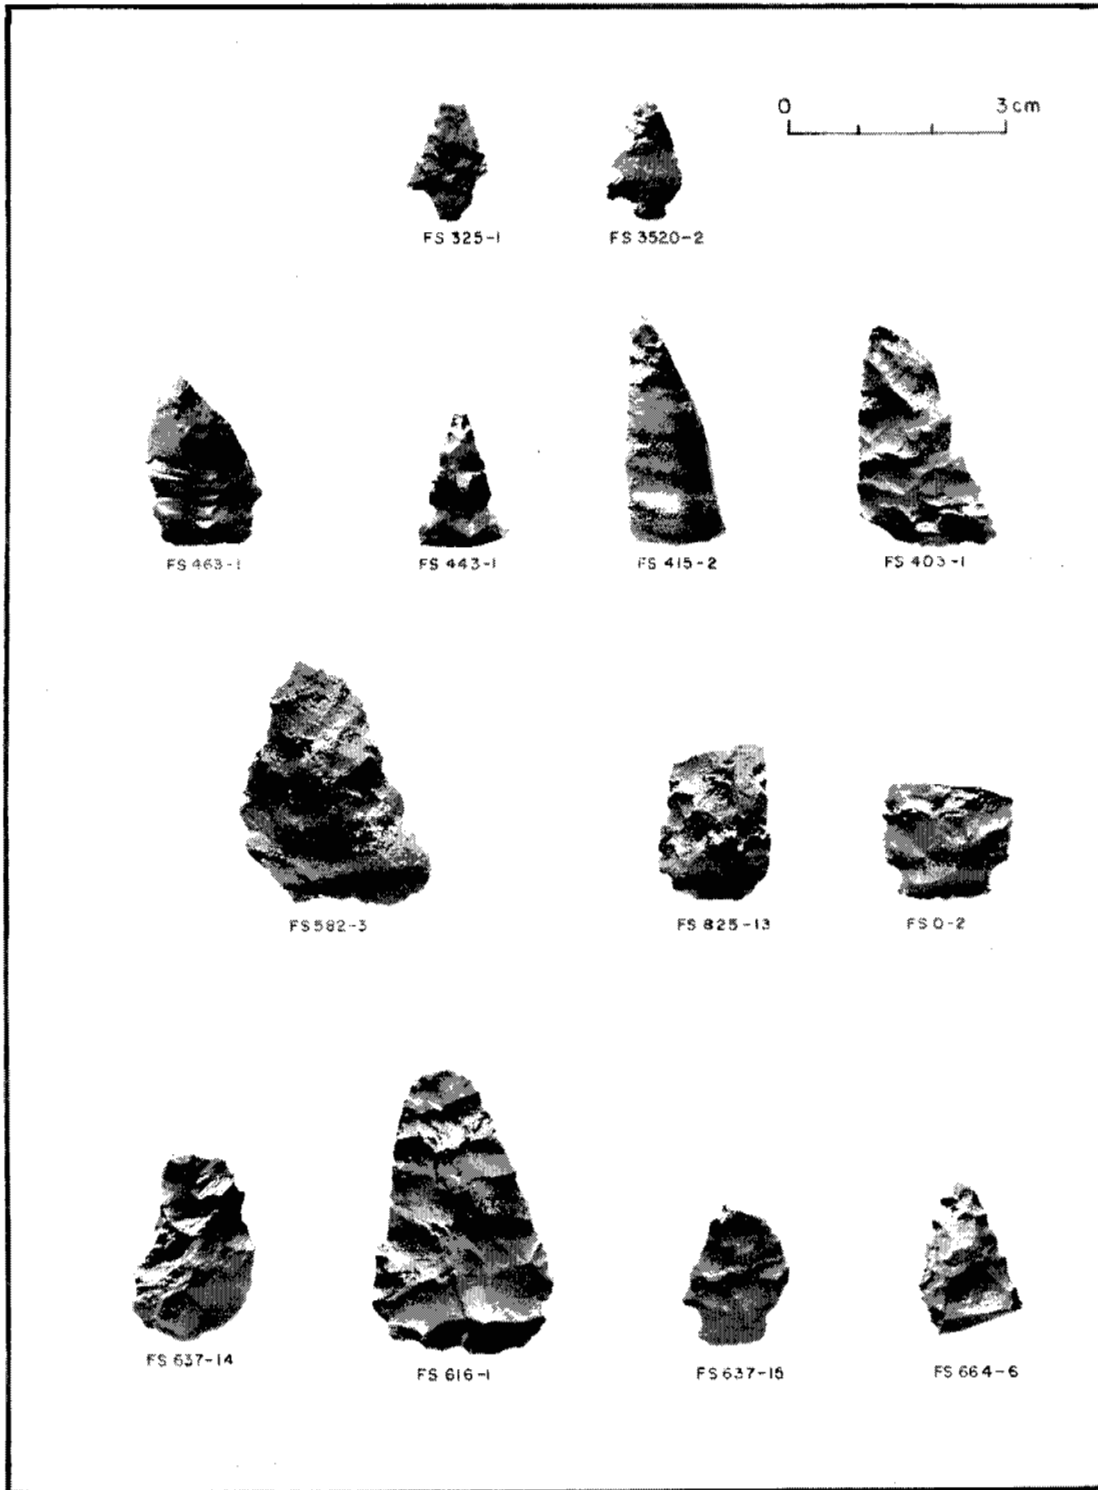 0 3 cm
FS 325-1 FS 3520-2
FS 463-1 FS 443-1 FS 415-2 FS 403-1
FS 582-3 FS 825-13 FS 0-2
FS 637-14 FS 616-1 FS 637-15 FS 664-6